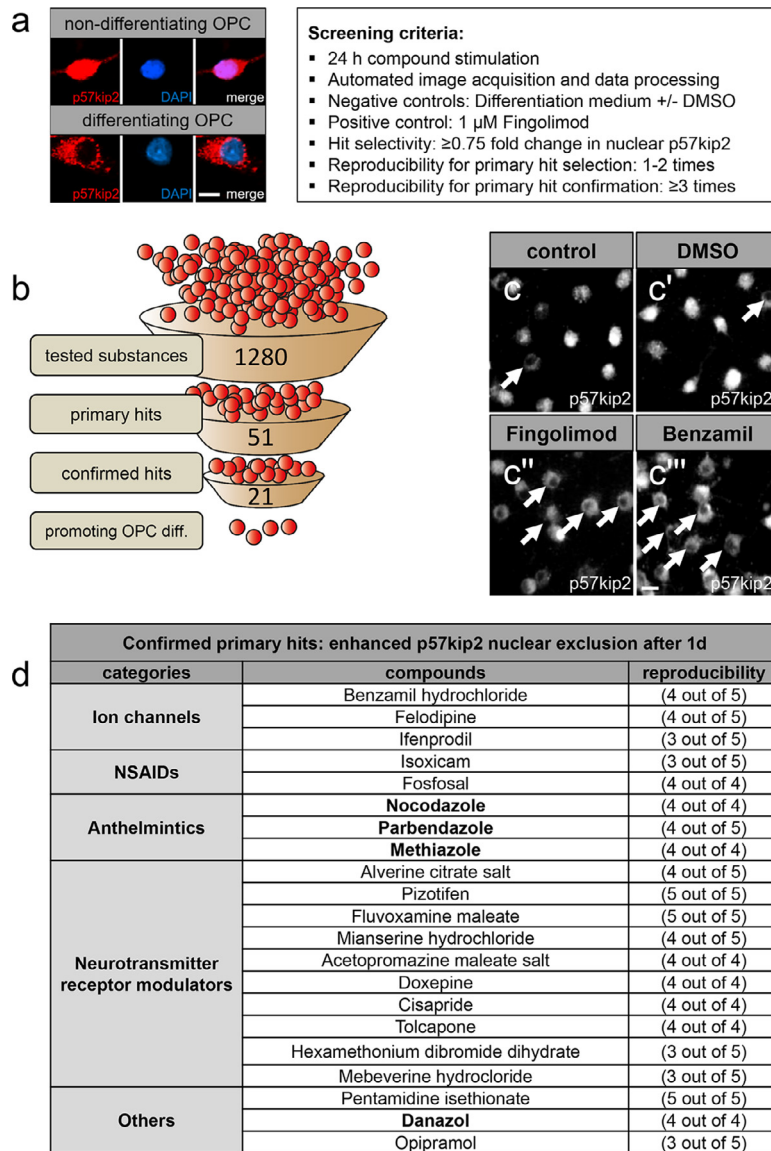 a
non-differentiating OPC
p57kip2
DAPI
merge
differentiating OPC
p57kip2
DAPI
merge
Screening criteria:
▪ 24 h compound stimulation
▪ Automated image acquisition and data processing
▪ Negative controls: Differentiation medium +/- DMSO
▪ Positive control: 1 µM Fingolimod
▪ Hit selectivity: ≥0.75 fold change in nuclear p57kip2
▪ Reproducibility for primary hit selection: 1-2 times
▪ Reproducibility for primary hit confirmation: ≥3 times
b
tested substances
1280
primary hits
51
confirmed hits
21
promoting OPC diff.
control
DMSO
c
p57kip2
c'
p57kip2
Fingolimod
Benzamil
c''
p57kip2
c'''
p57kip2
d
Confirmed primary hits: enhanced p57kip2 nuclear exclusion after 1d
categories compounds reproducibility
Ion channels
Benzamil hydrochloride (4 out of 5)
Felodipine (4 out of 5)
Ifenprodil (3 out of 5)
NSAIDs
Isoxicam (3 out of 5)
Fosfosal (4 out of 4)
Anthelmintics
Nocodazole (4 out of 4)
Parbendazole (4 out of 5)
Methiazole (4 out of 4)
Neurotransmitter
receptor modulators
Alverine citrate salt (4 out of 5)
Pizotifen (5 out of 5)
Fluvoxamine maleate (5 out of 5)
Mianserine hydrochloride (4 out of 5)
Acetopromazine maleate salt (4 out of 4)
Doxepine (4 out of 4)
Cisapride (4 out of 4)
Tolcapone (4 out of 4)
Hexamethonium dibromide dihydrate (3 out of 5)
Mebeverine hydrocloride (3 out of 5)
Others
Pentamidine isethionate (5 out of 5)
Danazol (4 out of 4)
Opipramol (3 out of 5)